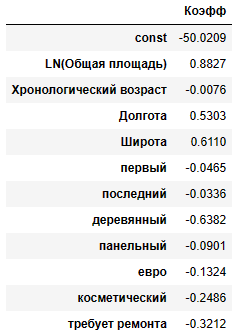 Коэфф
const -50.0209
LN(Общая площадь) 0.8827
Хронологический возраст -0.0076
Долгота 0.5303
Широта 0.6110
первый -0.0465
последний -0.0336
деревянный -0.6382
панельный -0.0901
евро -0.1324
косметический -0.2486
требует ремонта -0.3212